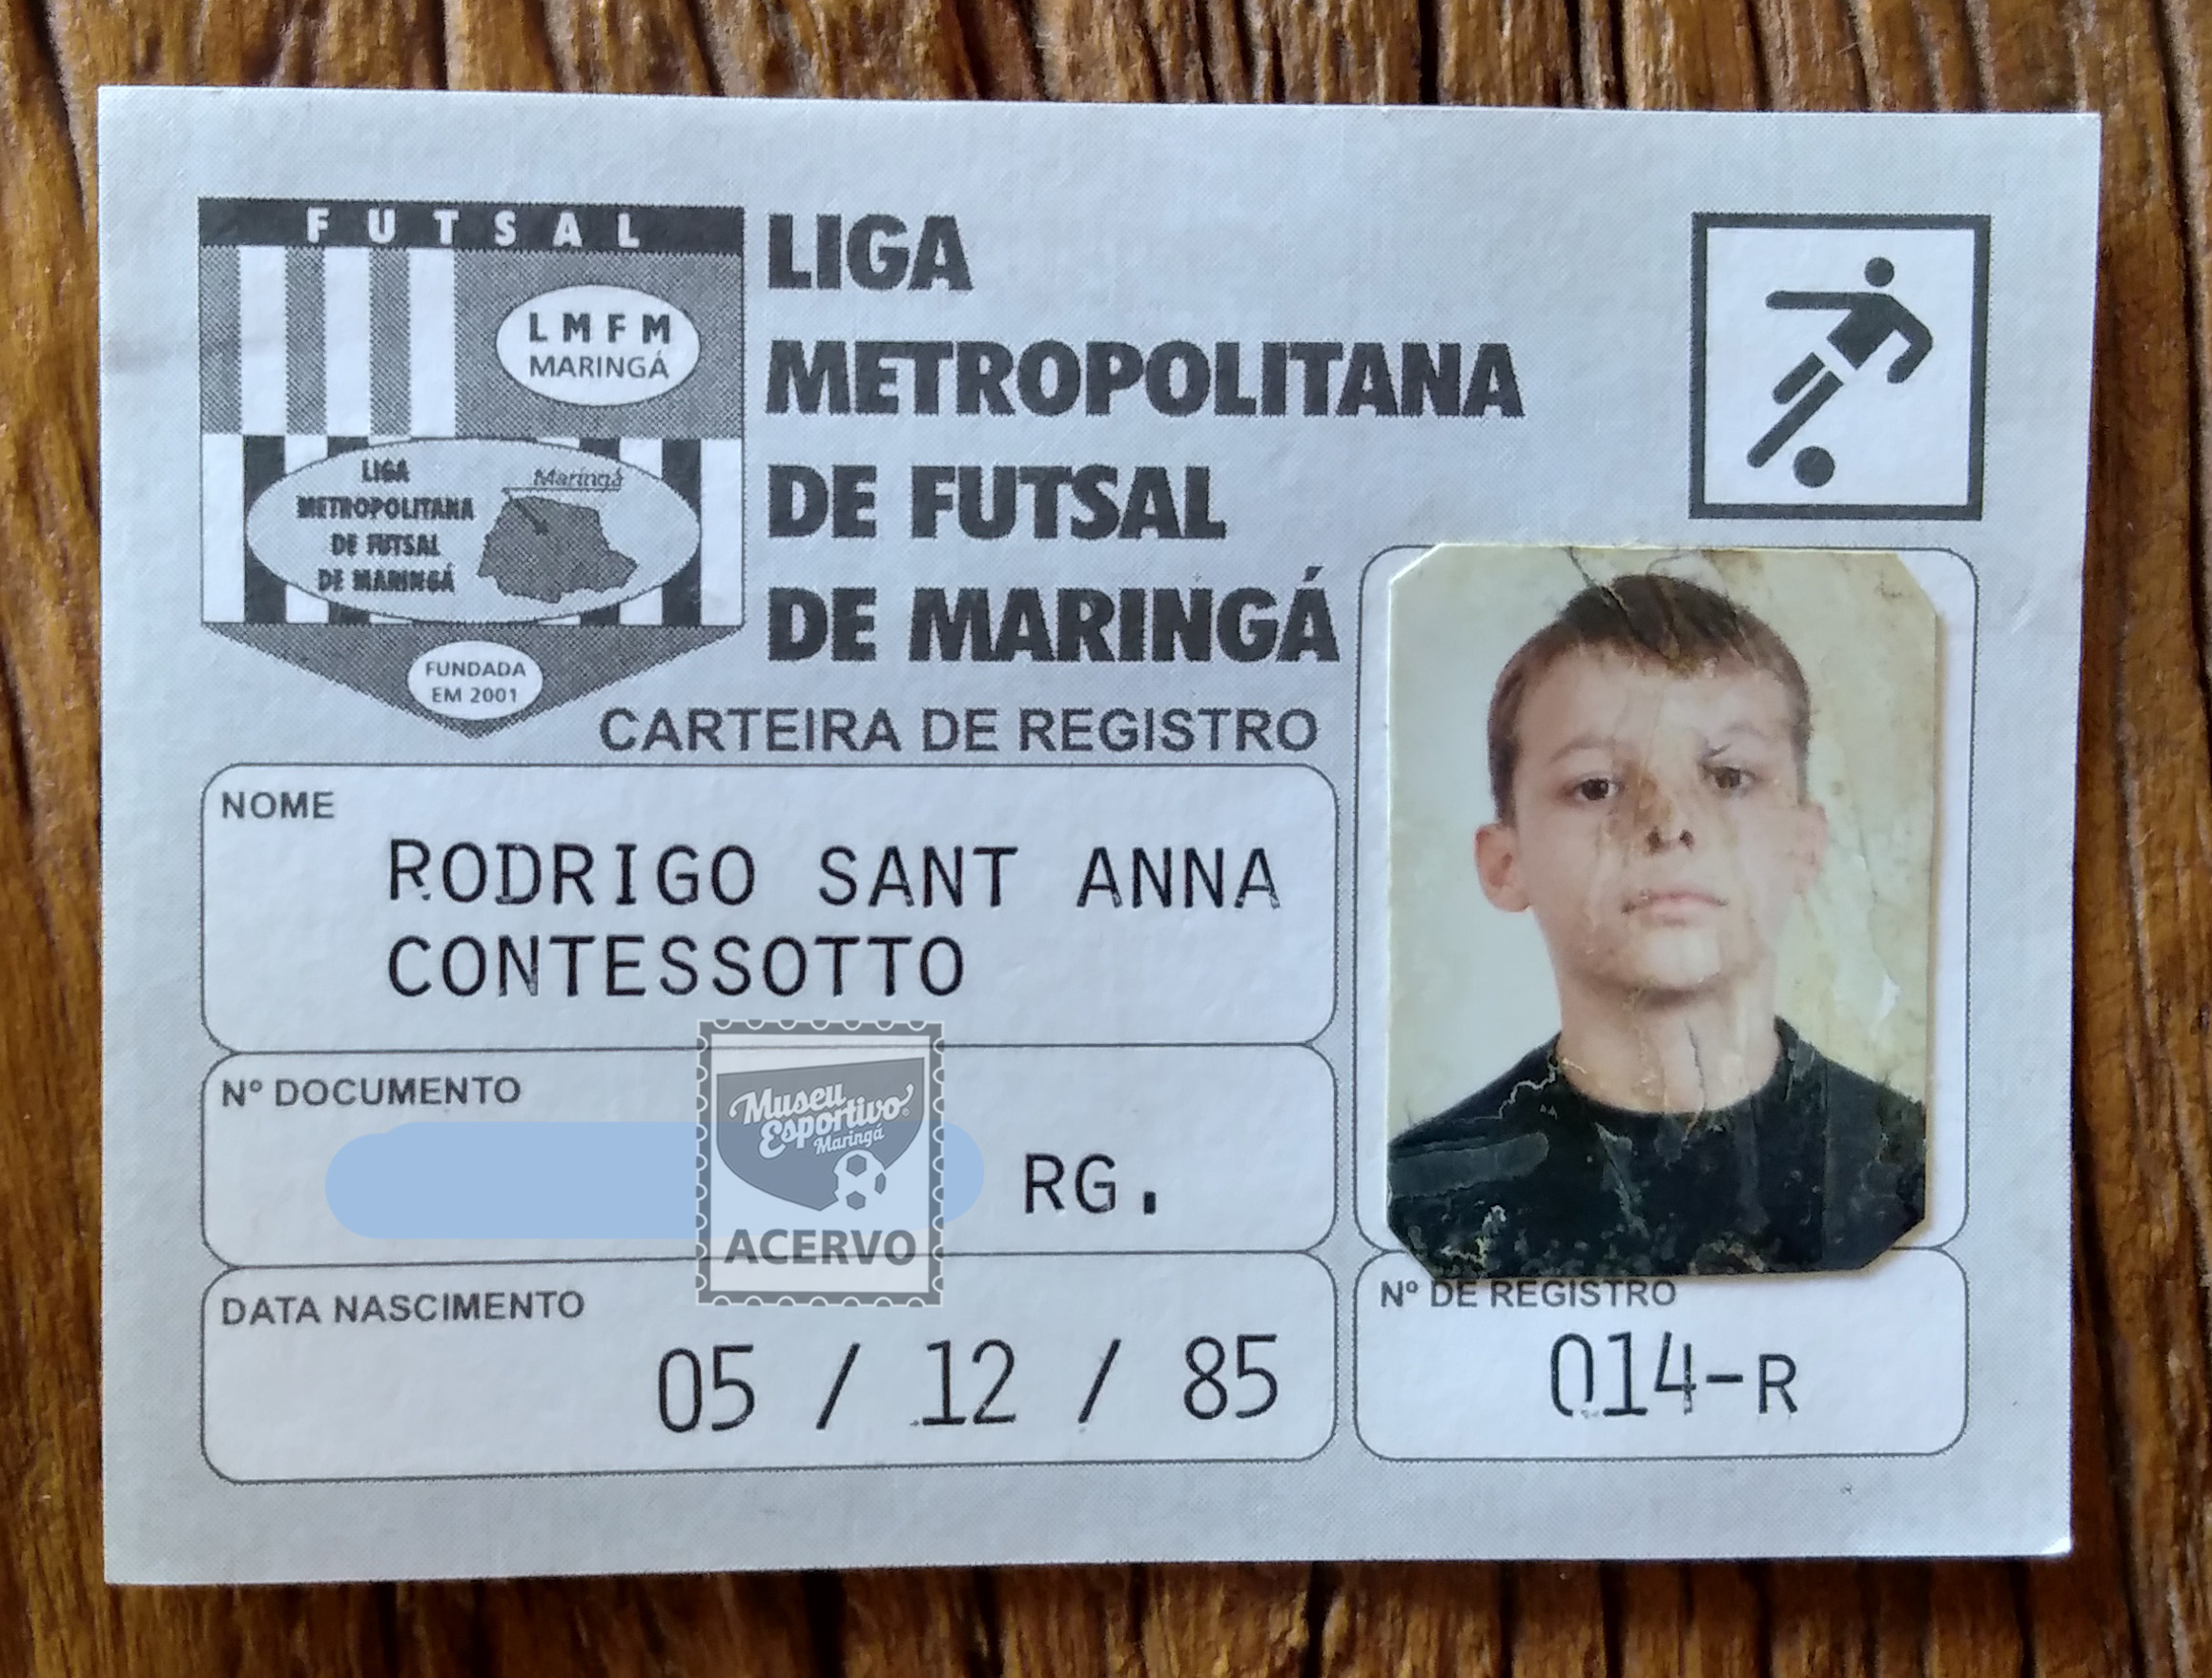 FUTSAL
LMFM
MARINGÁ
LIGA
METROPOLITANA
DE FUTSAL
DE MARINGÁ
Maringá
FUNDADA
EM 2001
LIGA
METROPOLITANA
DE FUTSAL
DE MARINGÁ
CARTEIRA DE REGISTRO
NOME
RODRIGO SANT ANNA
CONTESSOTTO
Nº DOCUMENTO
RG.
Museu
Esportivo
Maringá
ACERVO
DATA NASCIMENTO
05 / 12 / 85
Nº DE REGISTRO
014-R